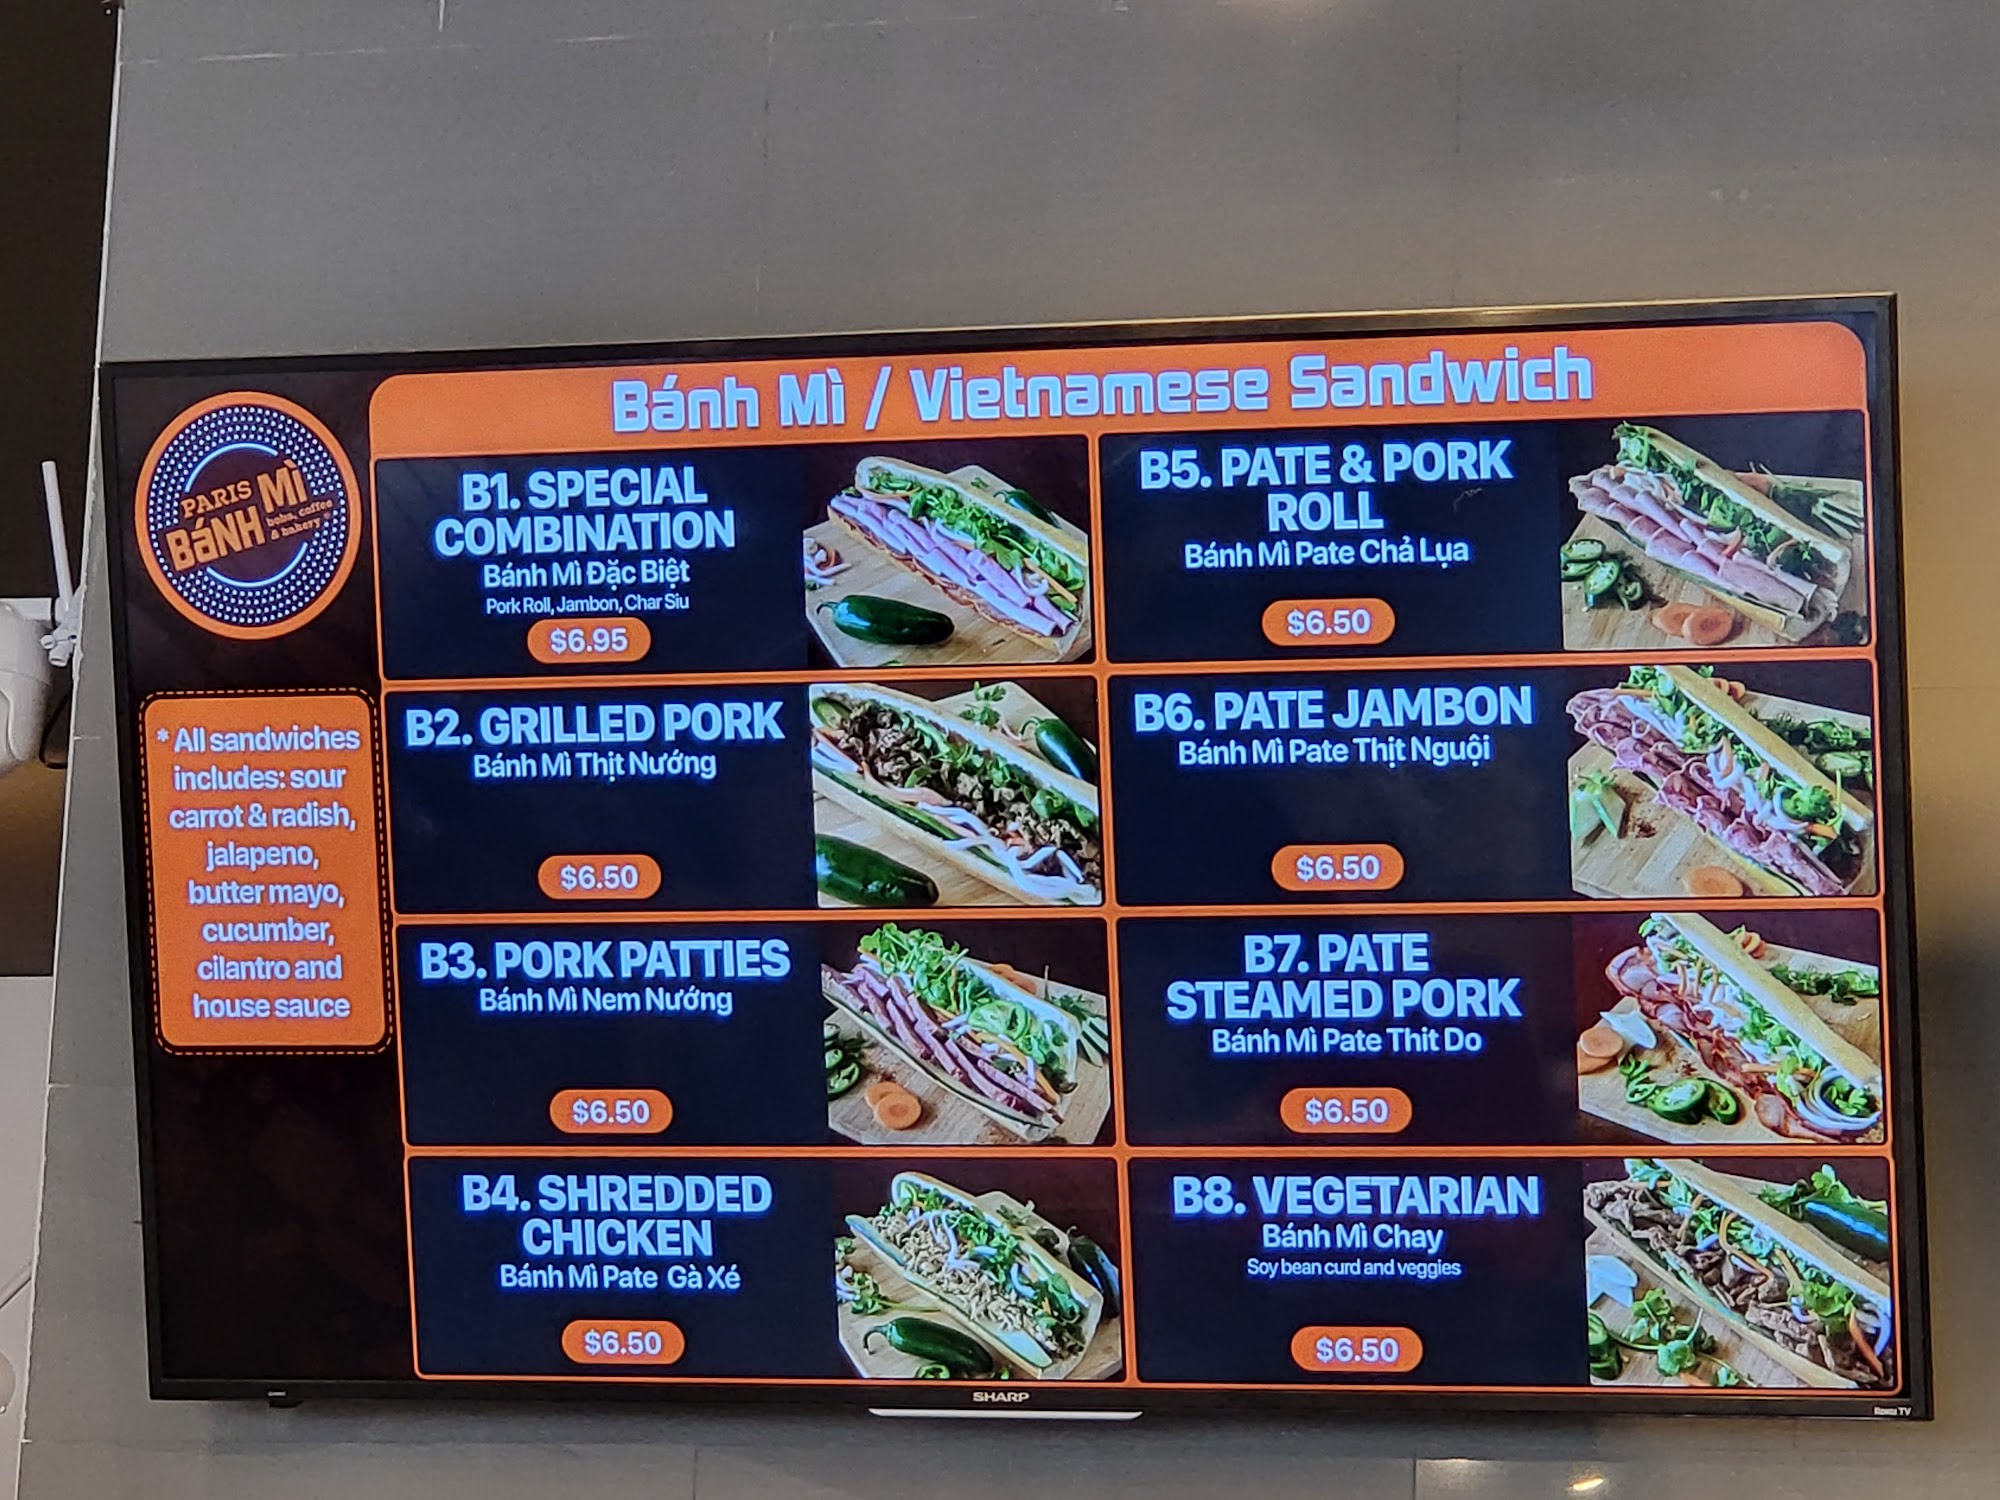 Bánh Mì / Vietnamese Sandwich
PARIS
BáNH MÌ
boba, coffee
& bakery
* All sandwiches
includes: sour
carrot & radish,
jalapeno,
butter mayo,
cucumber,
cilantro and
house sauce
B1. SPECIAL
COMBINATION
Bánh Mì Đặc Biệt
Pork Roll, Jambon, Char Siu
$6.95
B2. GRILLED PORK
Bánh Mì Thịt Nướng
$6.50
B3. PORK PATTIES
Bánh Mì Nem Nướng
$6.50
B4. SHREDDED
CHICKEN
Bánh Mì Pate Gà Xé
$6.50
B5. PATE & PORK
ROLL
Bánh Mì Pate Chả Lụa
$6.50
B6. PATE JAMBON
Bánh Mì Pate Thịt Nguội
$6.50
B7. PATE
STEAMED PORK
Bánh Mì Pate Thit Do
$6.50
B8. VEGETARIAN
Bánh Mì Chay
Soy bean curd and veggies
$6.50
SHARP
Roku TV